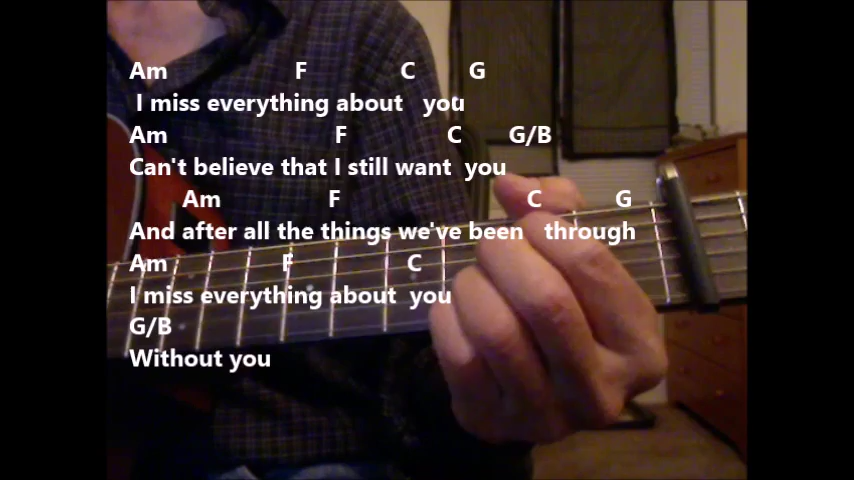 Am F C G
I miss everything about you
Am F C G/B
Can't believe that I still want you
Am F C G
And after all the things we've been through
Am F C
I miss everything about you
G/B
Without you